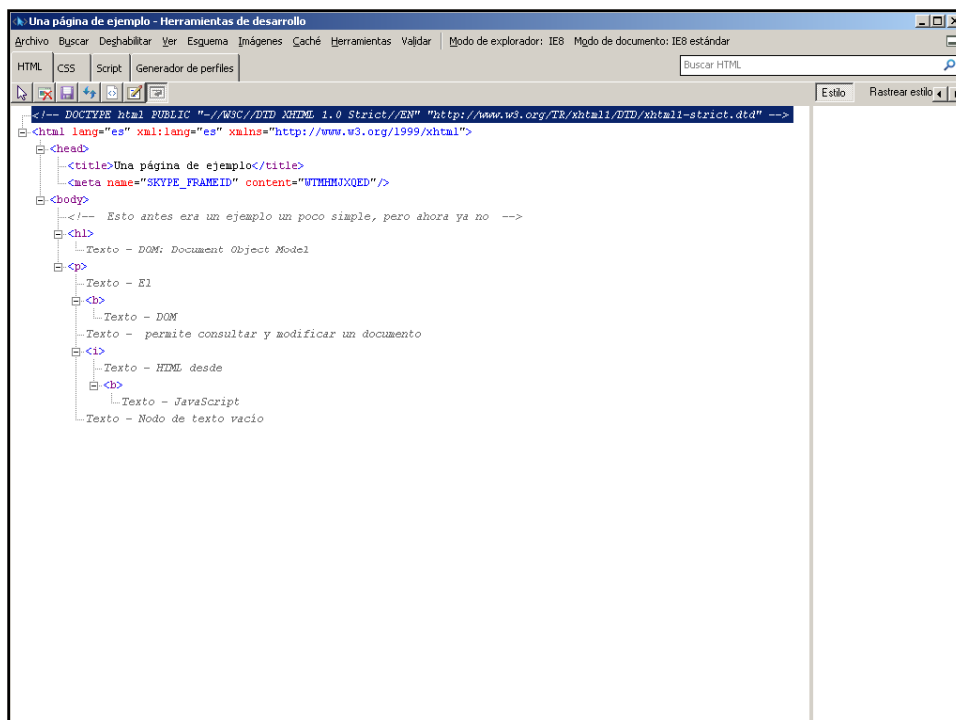 Una página de ejemplo - Herramientas de desarrollo
Archivo Buscar Deshabilitar Ver Esquema Imágenes Caché Herramientas Validar Modo de explorador: IE8 Modo de documento: IE8 estándar
HTML CSS Script Generador de perfiles Buscar HTML
Estilo Rastrear estilo
<!-- DOCTYPE html PUBLIC "-//W3C//DTD XHTML 1.0 Strict//EN" "http://www.w3.org/TR/xhtml1/DTD/xhtml1-strict.dtd" -->
<html lang="es" xml:lang="es" xmlns="http://www.w3.org/1999/xhtml">
<head>
<title>Una página de ejemplo</title>
<meta name="SKYPE_FRAMEID" content="WTMHMJXQED"/>
<body>
<!-- Esto antes era un ejemplo un poco simple, pero ahora ya no -->
<h1>
Texto - DOM: Document Object Model
<p>
Texto - El
<b>
Texto - DOM
Texto - permite consultar y modificar un documento
<i>
Texto - HTML desde
<b>
Texto - JavaScript
Texto - Nodo de texto vacío